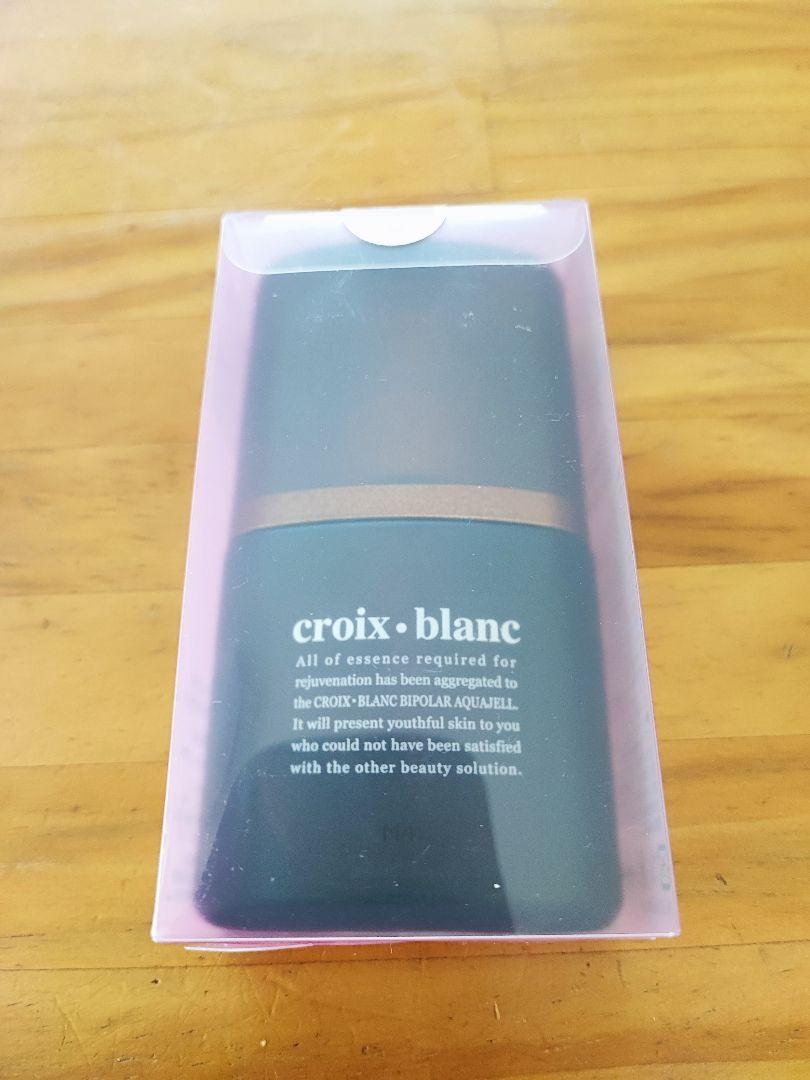 croix•blanc
All of essence required for
rejuvenation has been aggregated to
the CROIX•BLANC BIPOLAR AQUAJELL.
It will present youthful skin to you
who could not have been satisfied
with the other beauty solution.